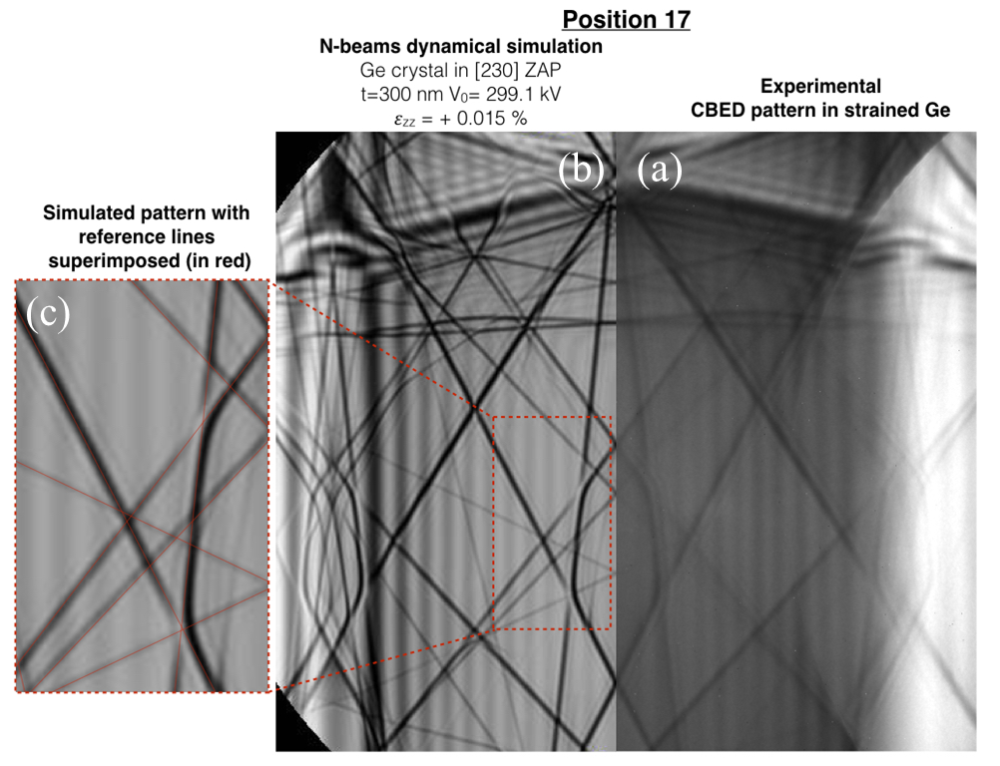 Position 17
N-beams dynamical simulation
Ge crystal in [230] ZAP
t=300 nm V₀= 299.1 kV
εzz = + 0.015 %
Experimental
CBED pattern in strained Ge
(b)
(a)
Simulated pattern with
reference lines
superimposed (in red)
(c)